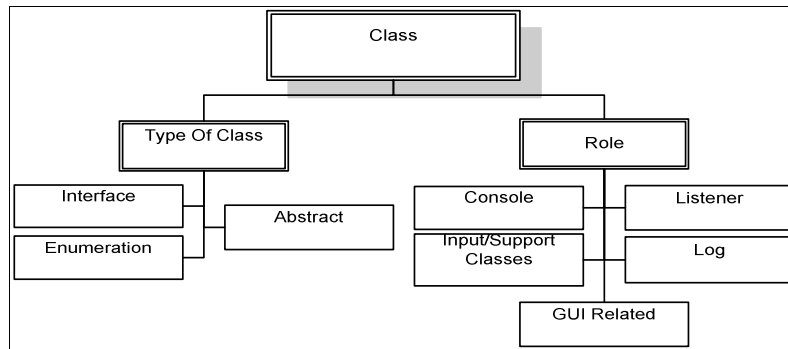 Class
Type Of Class
Role
Interface
Enumeration
Abstract
Console
Input/Support
Classes
Listener
Log
GUI Related